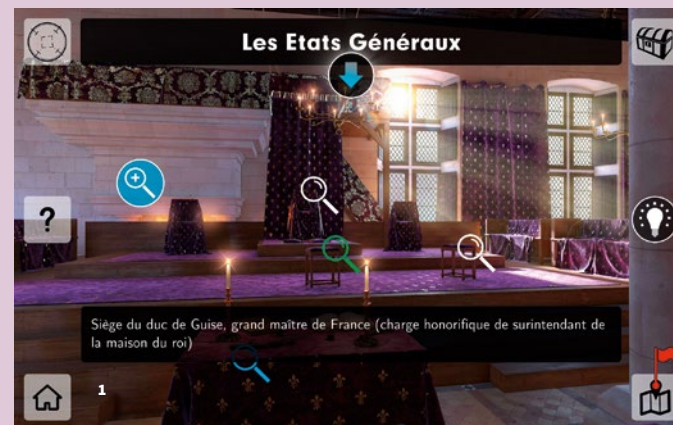 Les Etats Généraux
?
Siège du duc de Guise, grand maître de France (charge honorifique de surintendant de
la maison du roi)
1